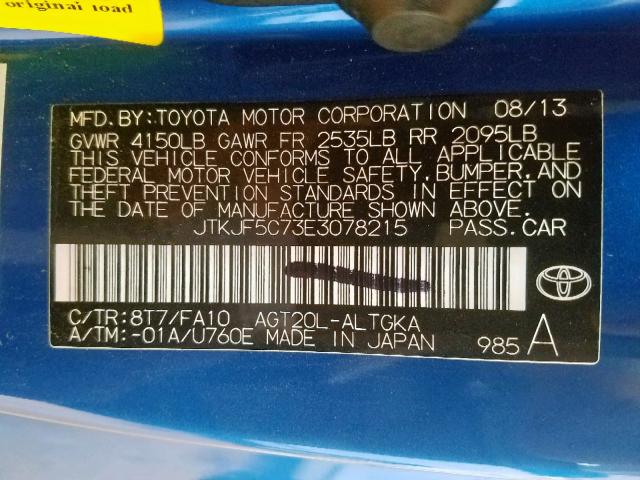 original load
MFD. BY: TOYOTA MOTOR CORPORATION 08/13
GVWR 4150LB GAWR FR 2535LB RR 2095LB
THIS VEHICLE CONFORMS TO ALL APPLICABLE
FEDERAL MOTOR VEHICLE SAFETY, BUMPER, AND
THEFT PREVENTION STANDARDS IN EFFECT ON
THE DATE OF MANUFACTURE SHOWN ABOVE.
JTKJF5C73E3078215 PASS. CAR
C/TR: 8T7/FA10 AGT20L-ALTGKA
A/TM: -01A/U760E MADE IN JAPAN 985 A